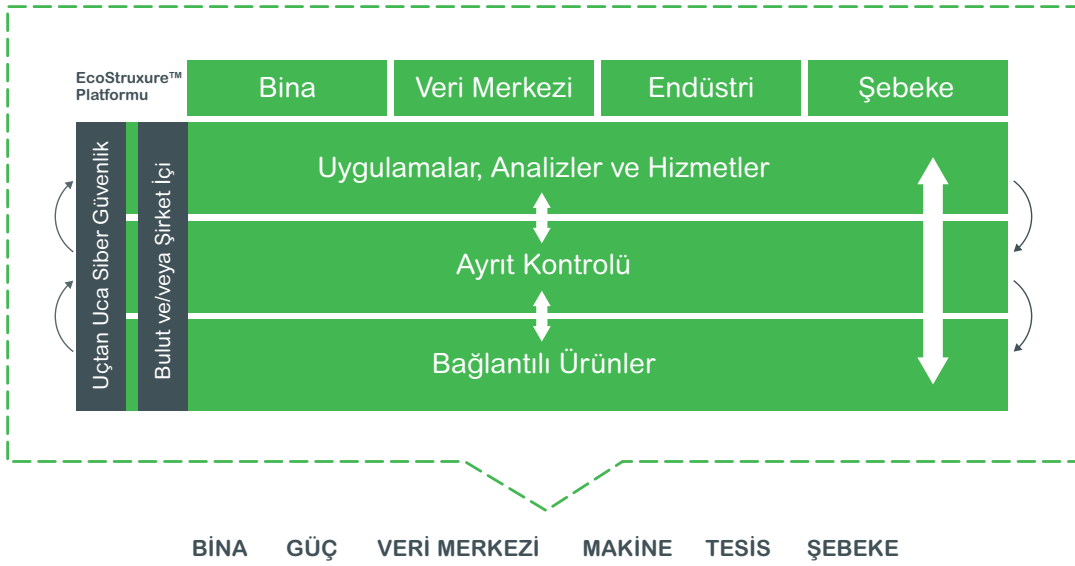 EcoStruxure™
Platformu
Bina
Veri Merkezi
Endüstri
Şebeke
Uçtan Uca Siber Güvenlik
Bulut ve/veya Şirket İçi
Uygulamalar, Analizler ve Hizmetler
Ayrıt Kontrolü
Bağlantılı Ürünler
BİNA GÜÇ VERİ MERKEZİ MAKİNE TESİS ŞEBEKE